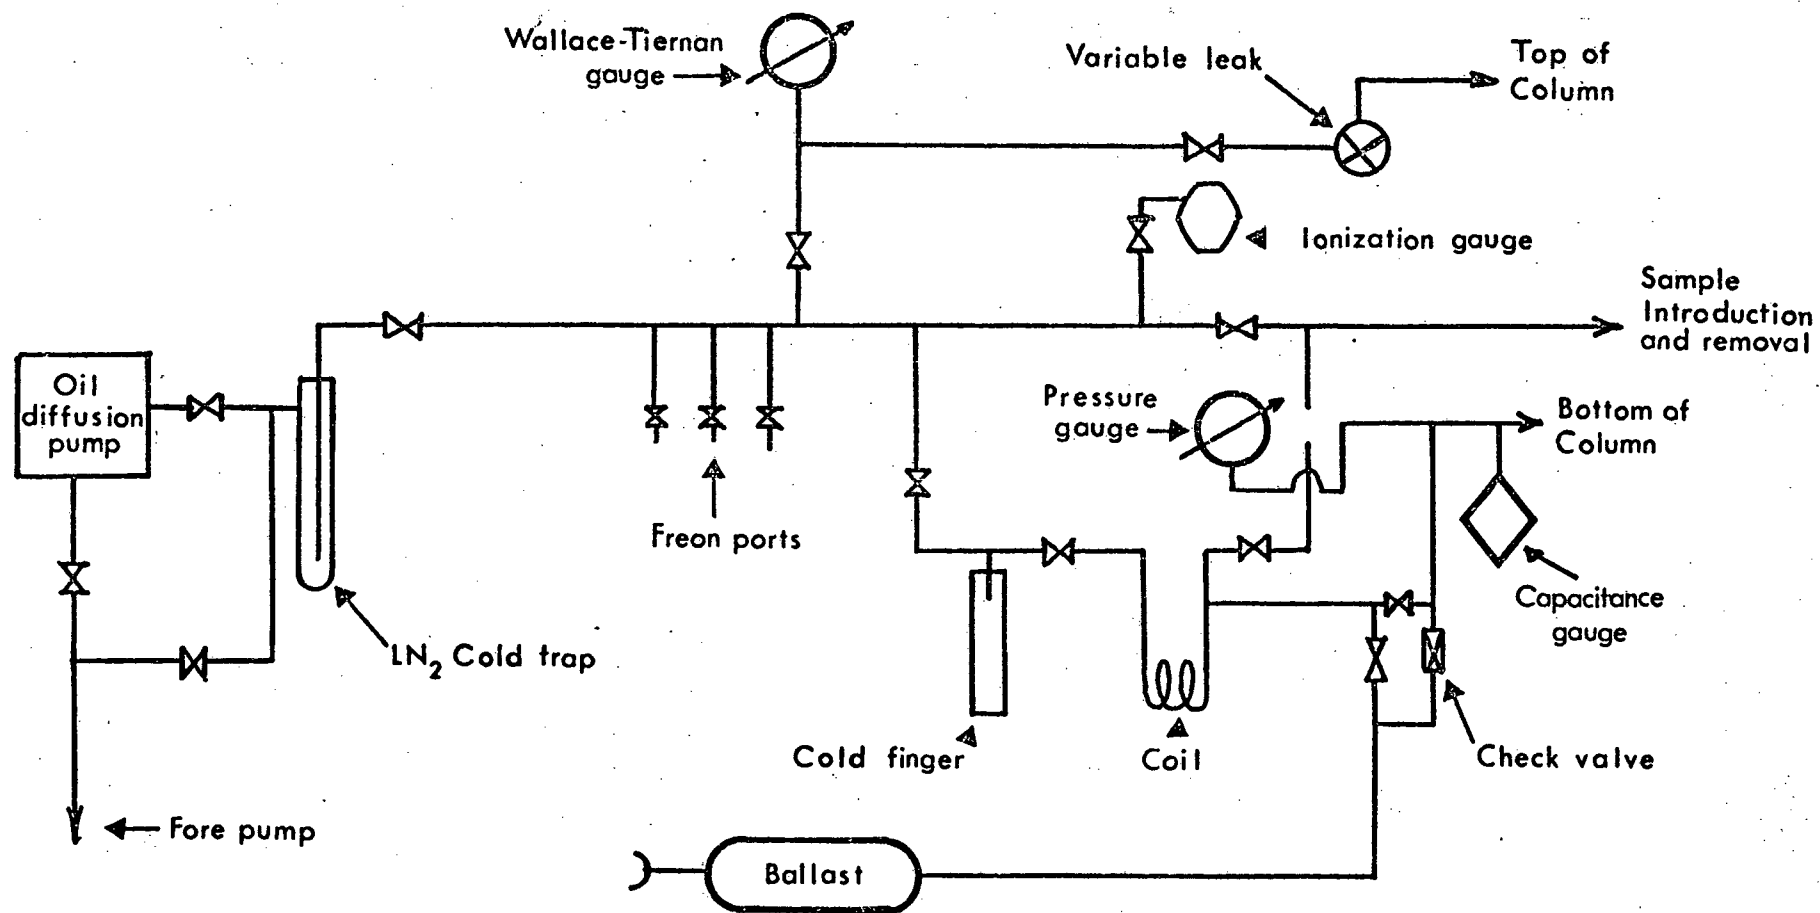 Wallace-Tiernan
gauge
Variable leak
Top of
Column
Ionization gauge
Sample
Introduction
and removal
Oil
diffusion
pump
Pressure
gauge
Bottom of
Column
Freon ports
Capacitance
gauge
LN₂ Cold trap
Cold finger
Coil
Check valve
Fore pump
Ballast